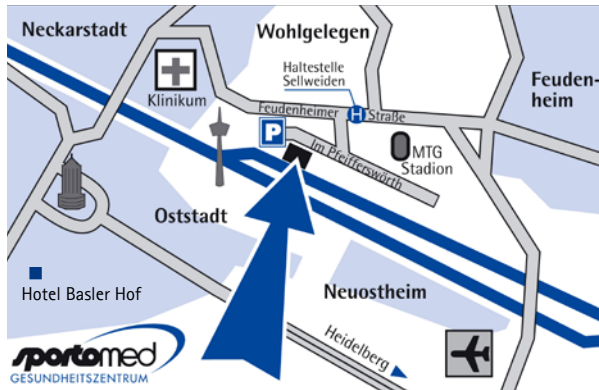 Neckarstadt
Wohlgelegen
Haltestelle
Sellweiden
Feuden-
heim
Klinikum
Feudenheimer H Straße
P
Im Pfeifferswörth
MTG
Stadion
Oststadt
Hotel Basler Hof
Neuostheim
Heidelberg
sportomed
GESUNDHEITSZENTRUM